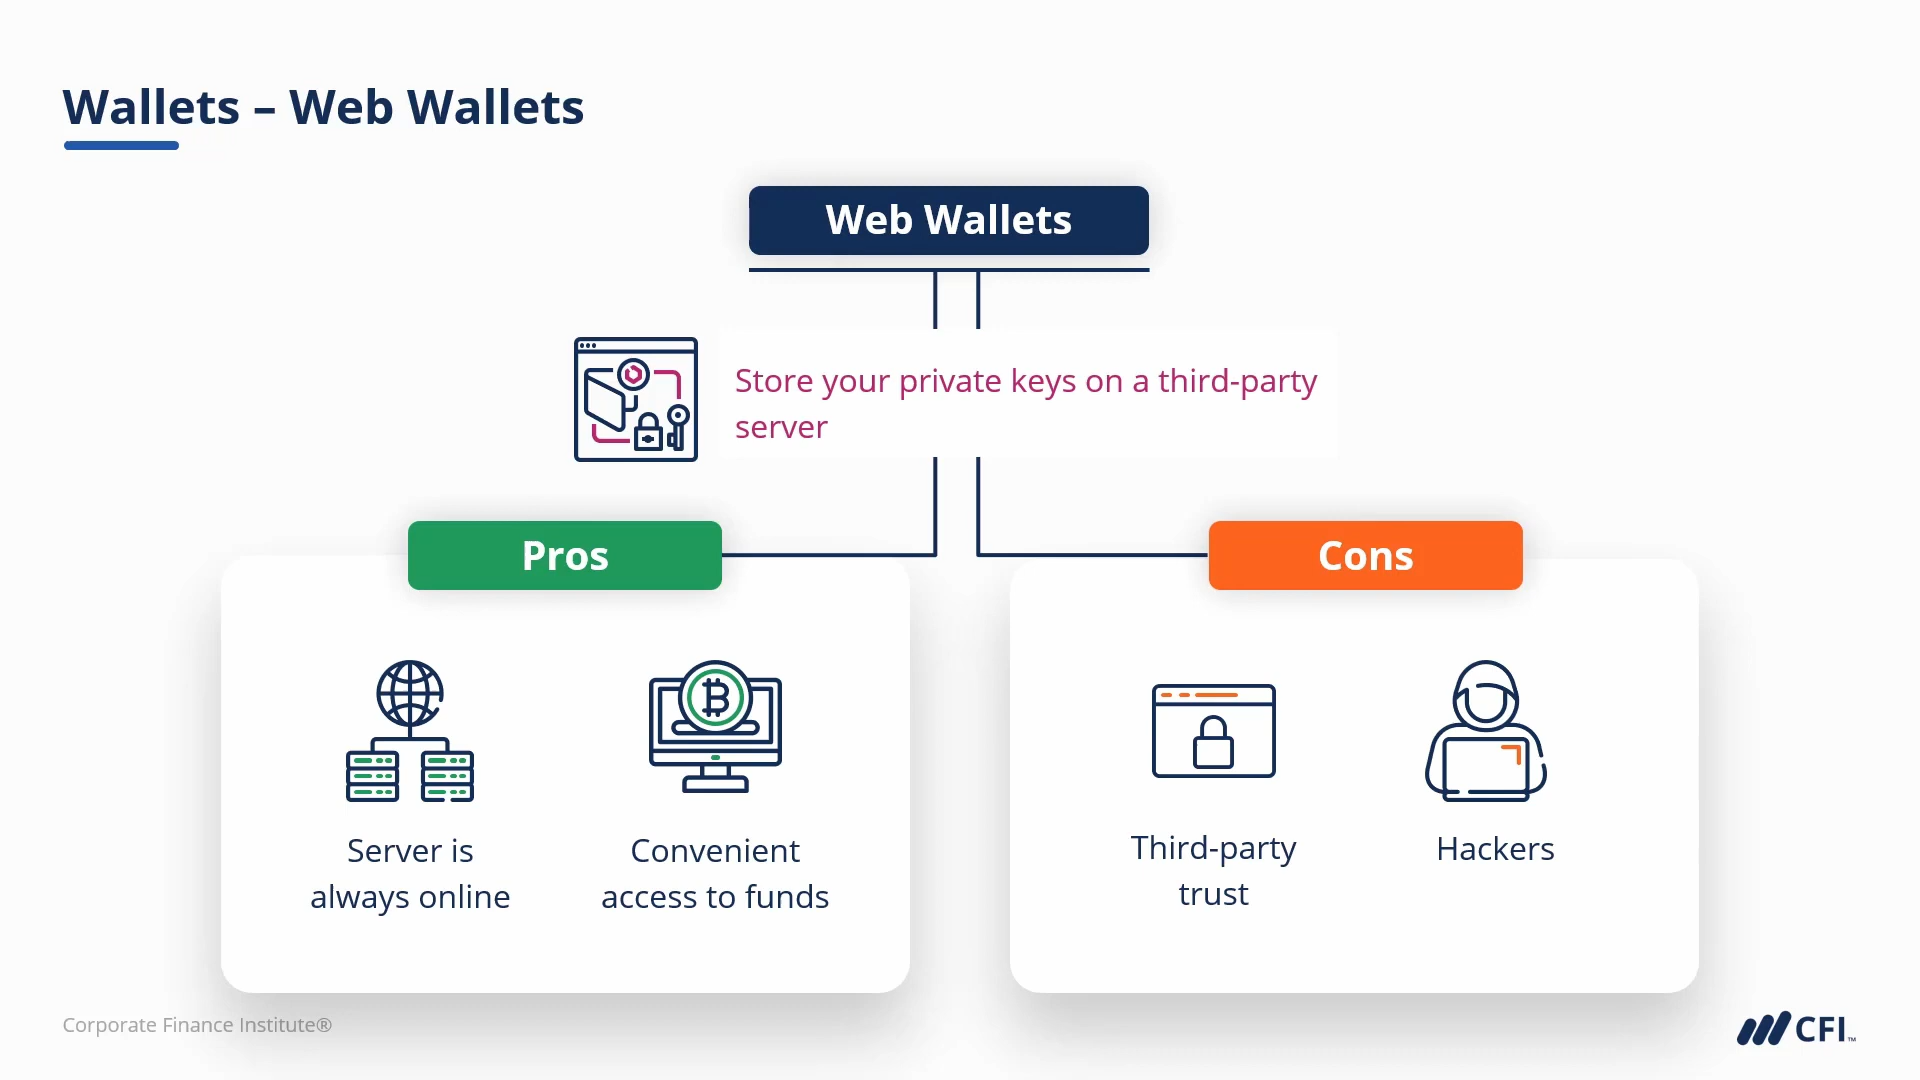 Wallets – Web Wallets
Web Wallets
Store your private keys on a third-party
server
Pros
Cons
Server is
always online
Convenient
access to funds
Third-party
trust
Hackers
Corporate Finance Institute®
CFI™